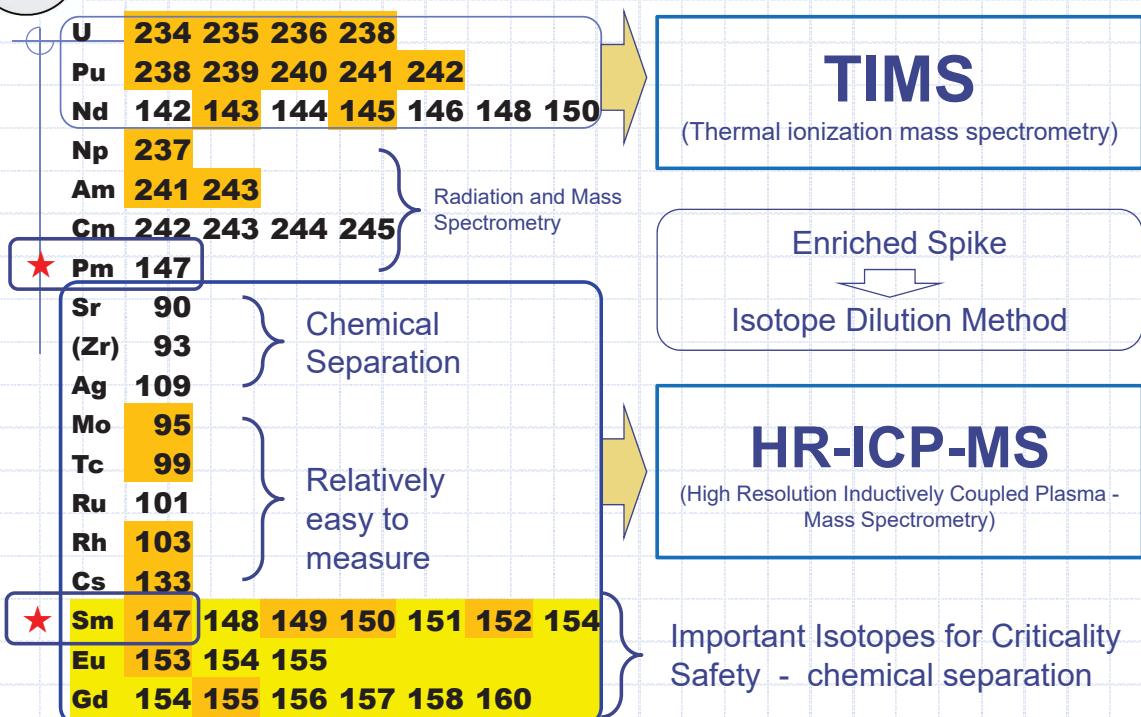 U 234 235 236 238
Pu 238 239 240 241 242
Nd 142 143 144 145 146 148 150
TIMS
(Thermal ionization mass spectrometry)
Np 237
Am 241 243
Cm 242 243 244 245
Pm 147
Radiation and Mass
Spectrometry
Enriched Spike
Isotope Dilution Method
Sr 90
(Zr) 93
Ag 109
Chemical
Separation
Mo 95
Tc 99
Ru 101
Rh 103
Cs 133
Relatively
easy to
measure
HR-ICP-MS
(High Resolution Inductively Coupled Plasma -
Mass Spectrometry)
Sm 147 148 149 150 151 152 154
Eu 153 154 155
Gd 154 155 156 157 158 160
Important Isotopes for Criticality
Safety - chemical separation